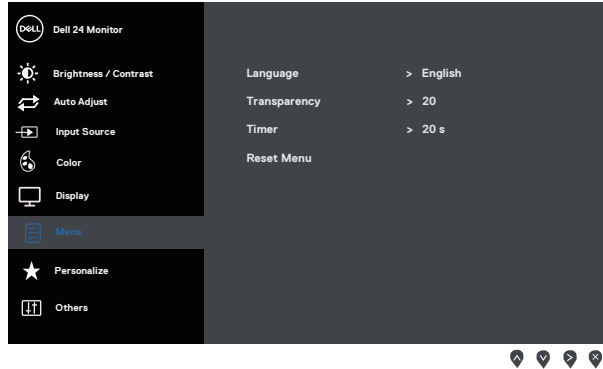 DELL Dell 24 Monitor
Brightness / Contrast
Auto Adjust
Input Source
Color
Display
Menu
Personalize
Others
Language > English
Transparency > 20
Timer > 20 s
Reset Menu